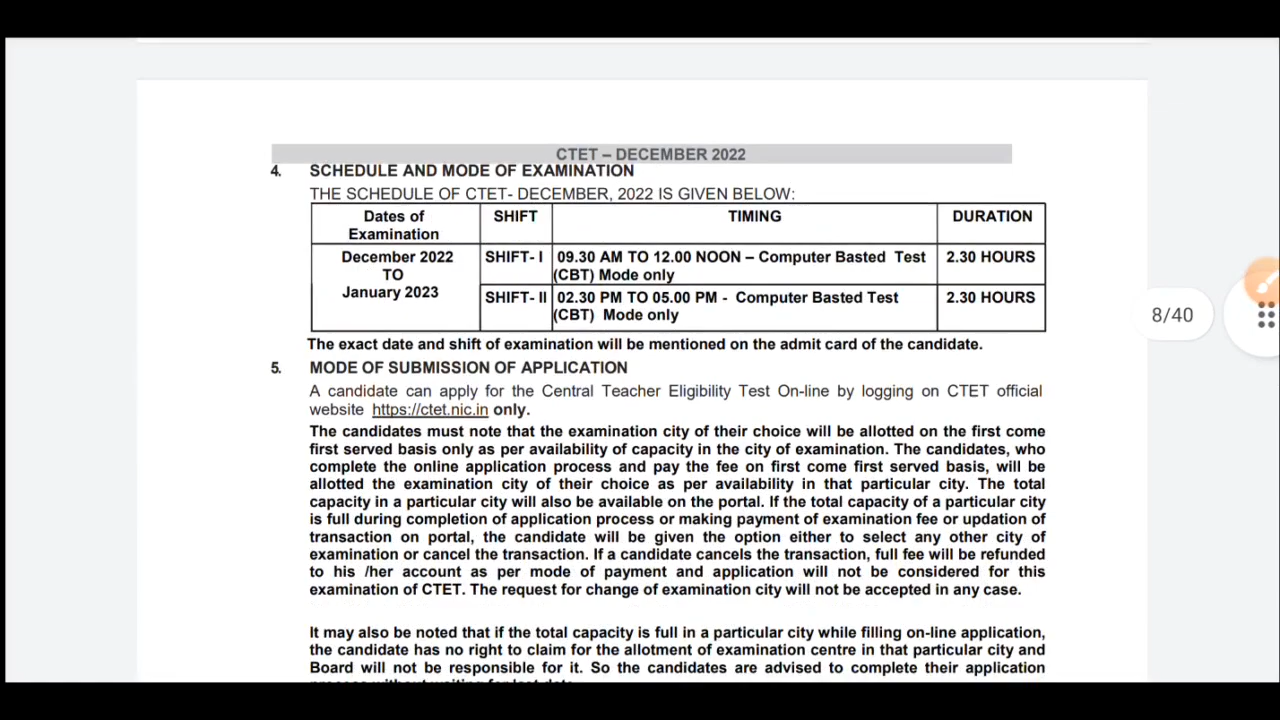 CTET – DECEMBER 2022
4. SCHEDULE AND MODE OF EXAMINATION
THE SCHEDULE OF CTET- DECEMBER, 2022 IS GIVEN BELOW:
Dates of Examination SHIFT TIMING DURATION
December 2022 TO January 2023
SHIFT- I 09.30 AM TO 12.00 NOON – Computer Basted Test (CBT) Mode only 2.30 HOURS
SHIFT- II 02.30 PM TO 05.00 PM - Computer Basted Test (CBT) Mode only 2.30 HOURS
The exact date and shift of examination will be mentioned on the admit card of the candidate.
5. MODE OF SUBMISSION OF APPLICATION
A candidate can apply for the Central Teacher Eligibility Test On-line by logging on CTET official
website https://ctet.nic.in only.
The candidates must note that the examination city of their choice will be allotted on the first come
first served basis only as per availability of capacity in the city of examination. The candidates, who
complete the online application process and pay the fee on first come first served basis, will be
allotted the examination city of their choice as per availability in that particular city. The total
capacity in a particular city will also be available on the portal. If the total capacity of a particular city
is full during completion of application process or making payment of examination fee or updation of
transaction on portal, the candidate will be given the option either to select any other city of
examination or cancel the transaction. If a candidate cancels the transaction, full fee will be refunded
to his /her account as per mode of payment and application will not be considered for this
examination of CTET. The request for change of examination city will not be accepted in any case.
It may also be noted that if the total capacity is full in a particular city while filling on-line application,
the candidate has no right to claim for the allotment of examination centre in that particular city and
Board will not be responsible for it. So the candidates are advised to complete their application
8/40